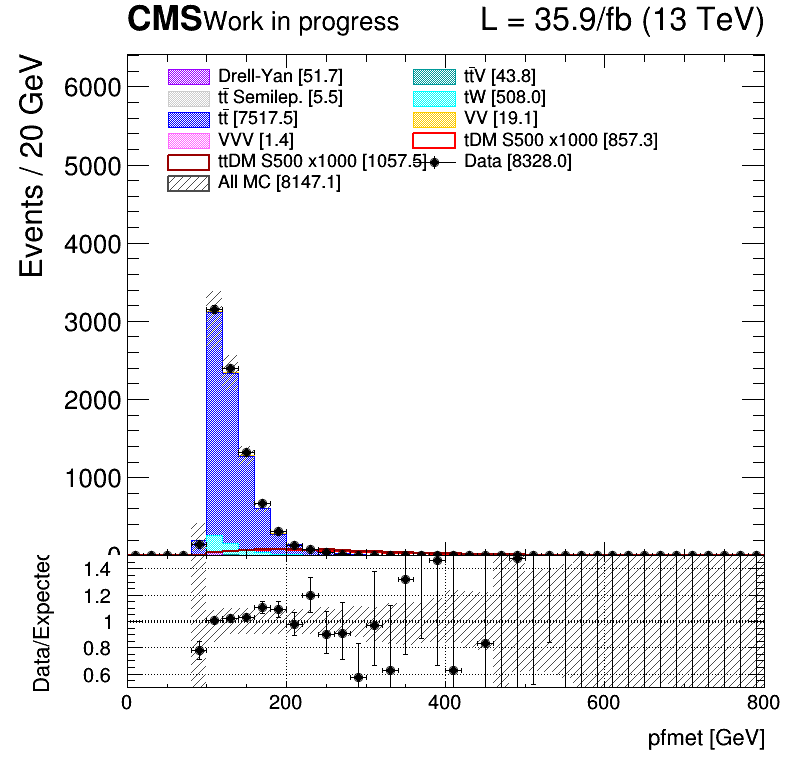 CMS Work in progress L = 35.9/fb (13 TeV)
Events / 20 GeV
6000
5000
4000
3000
2000
1000
0
Drell-Yan [51.7]
tt̄V [43.8]
tt̄ Semilep. [5.5]
tW [508.0]
tt̄ [7517.5]
VV [19.1]
VVV [1.4]
tDM S500 x1000 [857.3]
ttDM S500 x1000 [1057.5]
Data [8328.0]
All MC [8147.1]
Data/Expected
1.4
1.2
1
0.8
0.6
0 200 400 600 800
pfmet [GeV]